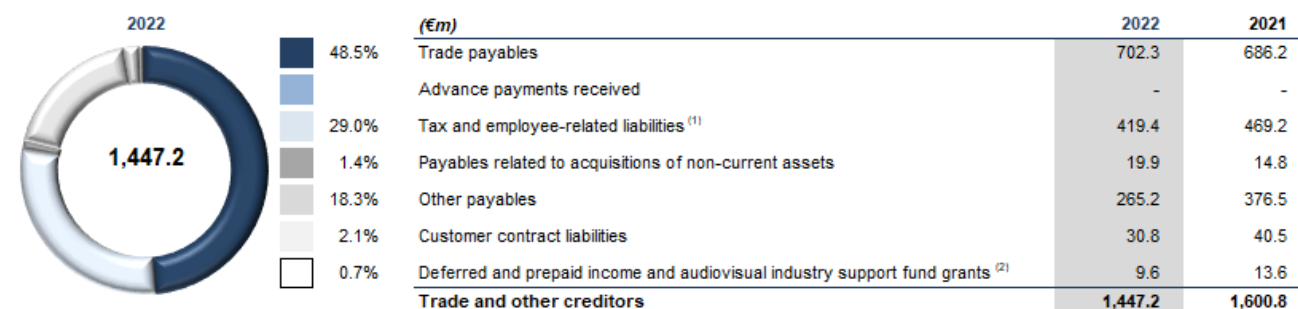 2022
1,447.2
(€m) 2022 2021
48.5% Trade payables 702.3 686.2
Advance payments received - -
29.0% Tax and employee-related liabilities (1) 419.4 469.2
1.4% Payables related to acquisitions of non-current assets 19.9 14.8
18.3% Other payables 265.2 376.5
2.1% Customer contract liabilities 30.8 40.5
0.7% Deferred and prepaid income and audiovisual industry support fund grants (2) 9.6 13.6
Trade and other creditors 1,447.2 1,600.8